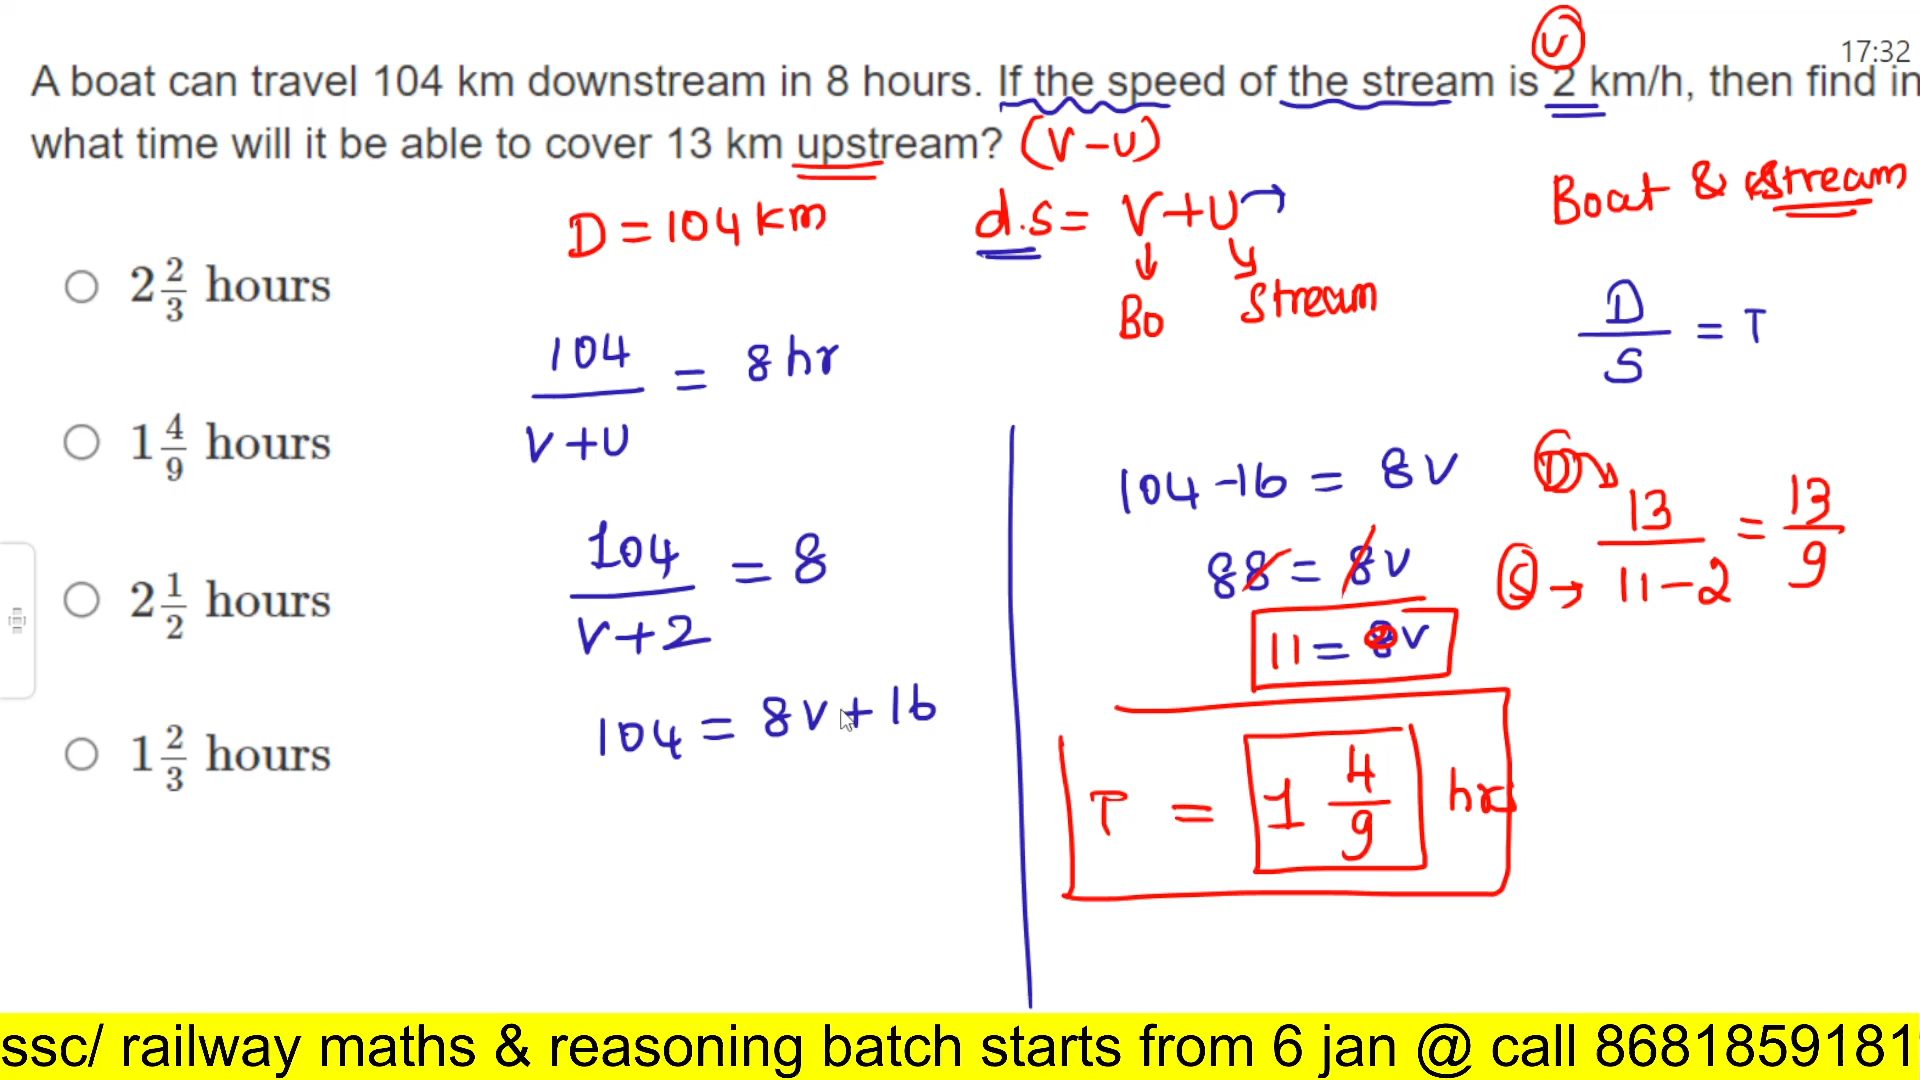 17:32
U
A boat can travel 104 km downstream in 8 hours. If the speed of the stream is 2 km/h, then find in
what time will it be able to cover 13 km upstream? (V-U)
Boat & Stream
D = 104 km
d.s = V+U
Bo Stream
D/S = T
2 2/3 hours
1 4/9 hours
2 1/2 hours
1 2/3 hours
104/V+U = 8 hr
104/V+2 = 8
104 = 8V+16
104-16 = 8V
88 = 8V
11 = V
D 13
S → 11-2 = 13/9
T = 1 4/9 hrs
ssc/ railway maths & reasoning batch starts from 6 jan @ call 8681859181